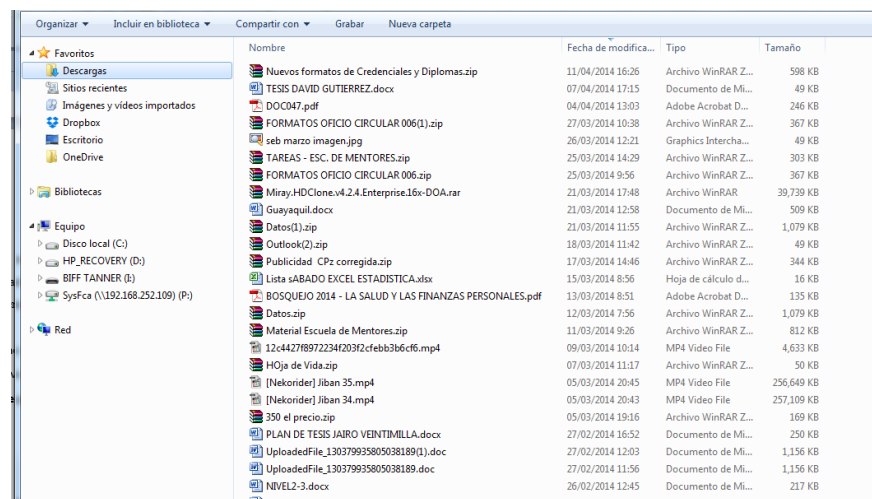 Organizar Incluir en biblioteca Compartir con Grabar Nueva carpeta
Favoritos
Descargas
Sitios recientes
Imágenes y vídeos importados
Dropbox
Escritorio
OneDrive
Bibliotecas
Equipo
Disco local (C:)
HP_RECOVERY (D:)
BIFF TANNER (I:)
SysFca (\\192.168.252.109) (P:)
Red
Nombre Fecha de modifica... Tipo Tamaño
Nuevos formatos de Credenciales y Diplomas.zip 11/04/2014 16:26 Archivo WinRAR Z... 598 KB
TESIS DAVID GUTIERREZ.docx 07/04/2014 17:15 Documento de Mi... 49 KB
DOC047.pdf 04/04/2014 13:03 Adobe Acrobat D... 246 KB
FORMATOS OFICIO CIRCULAR 006(1).zip 27/03/2014 10:38 Archivo WinRAR Z... 367 KB
seb marzo imagen.jpg 26/03/2014 12:21 Graphics Intercha... 49 KB
TAREAS - ESC. DE MENTORES.zip 25/03/2014 14:29 Archivo WinRAR Z... 303 KB
FORMATOS OFICIO CIRCULAR 006.zip 25/03/2014 9:56 Archivo WinRAR Z... 367 KB
Miray.HDClone.v4.2.4.Enterprise.16x-DOA.rar 21/03/2014 17:48 Archivo WinRAR 39,739 KB
Guayaquil.docx 21/03/2014 12:58 Documento de Mi... 509 KB
Datos(1).zip 21/03/2014 11:55 Archivo WinRAR Z... 1,079 KB
Outlook(2).zip 18/03/2014 11:42 Archivo WinRAR Z... 49 KB
Publicidad CPz corregida.zip 17/03/2014 14:46 Archivo WinRAR Z... 344 KB
Lista sABADO EXCEL ESTADISTICA.xlsx 15/03/2014 8:56 Hoja de cálculo d... 16 KB
BOSQUEJO 2014 - LA SALUD Y LAS FINANZAS PERSONALES.pdf 13/03/2014 8:51 Adobe Acrobat D... 135 KB
Datos.zip 12/03/2014 7:56 Archivo WinRAR Z... 1,079 KB
Material Escuela de Mentores.zip 11/03/2014 9:26 Archivo WinRAR Z... 812 KB
12c4427f8972234f203f2cfebb3b6cf6.mp4 09/03/2014 10:14 MP4 Video File 4,633 KB
HOja de Vida.zip 07/03/2014 11:17 Archivo WinRAR Z... 50 KB
[Nekorider] Jiban 35.mp4 05/03/2014 20:45 MP4 Video File 256,649 KB
[Nekorider] Jiban 34.mp4 05/03/2014 20:43 MP4 Video File 257,109 KB
350 el precio.zip 05/03/2014 19:16 Archivo WinRAR Z... 169 KB
PLAN DE TESIS JAIRO VEINTIMILLA.docx 27/02/2014 16:52 Documento de Mi... 250 KB
UploadedFile_130379935805038189(1).doc 27/02/2014 12:03 Documento de Mi... 1,156 KB
UploadedFile_130379935805038189.doc 27/02/2014 11:56 Documento de Mi... 1,156 KB
NIVEL2-3.docx 26/02/2014 12:45 Documento de Mi... 217 KB